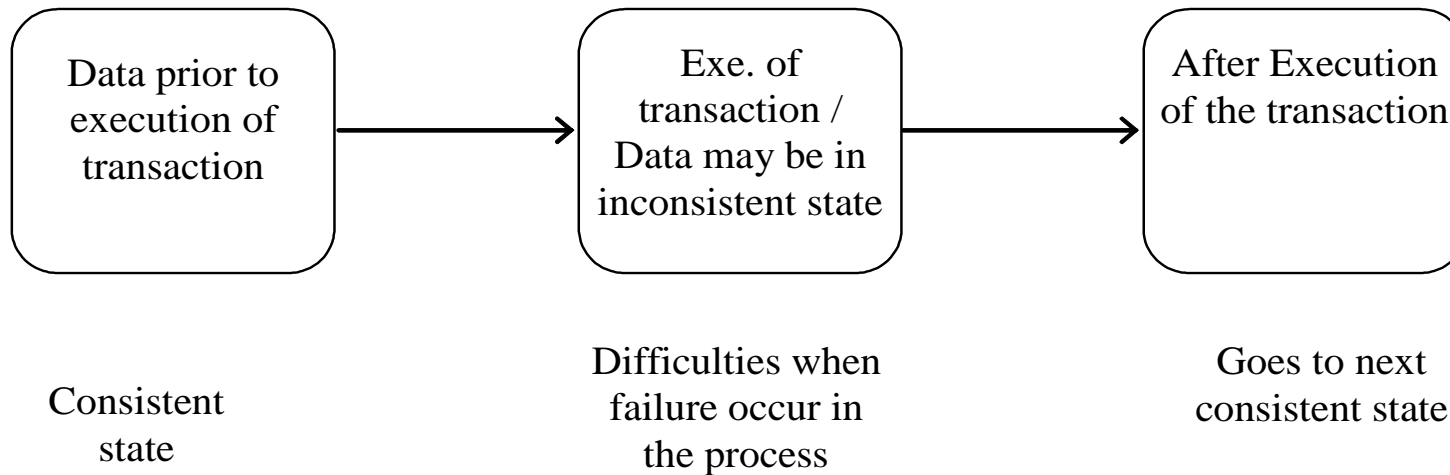 Data prior to
execution of
transaction
Exe. of
transaction /
Data may be in
inconsistent state
After Execution
of the transaction
Consistent
state
Difficulties when
failure occur in
the process
Goes to next
consistent state